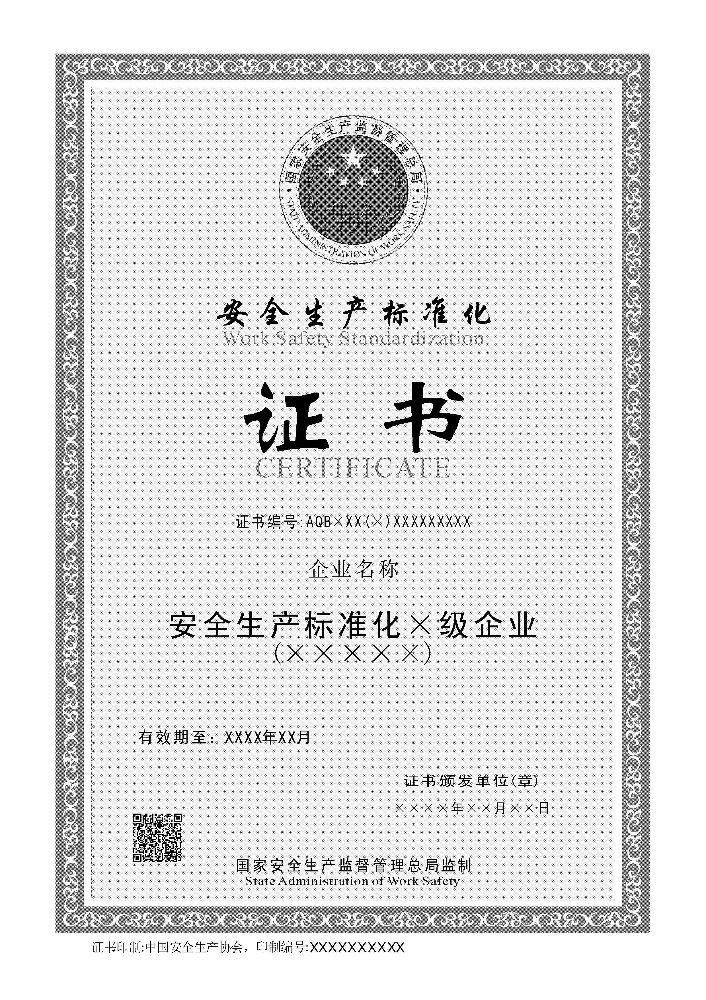 国家安全生产监督管理总局
STATE ADMINISTRATION OF WORK SAFETY
安全生产标准化
Work Safety Standardization
证书
CERTIFICATE
证书编号:AQB×XX(×)XXXXXXXXX
企业名称
安全生产标准化×级企业
(×××××)
有效期至：XXXX年XX月
证书颁发单位(章)
××××年××月××日
国家安全生产监督管理总局监制
State Administration of Work Safety
证书印制:中国安全生产协会，印制编号:XXXXXXXXXX